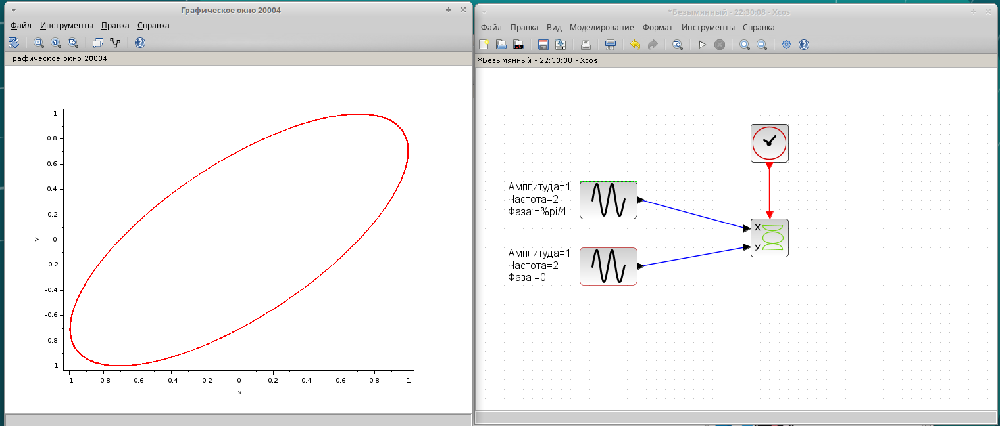 Графическое окно 20004
Файл Инструменты Правка Справка
Графическое окно 20004
1
0.8
0.6
0.4
0.2
0
-0.2
-0.4
-0.6
-0.8
-1
y
-1 -0.8 -0.6 -0.4 -0.2 0 0.2 0.4 0.6 0.8 1
x
*Безымянный - 22:30:08 - Xcos
Файл Правка Вид Моделирование Формат Инструменты Справка
*Безымянный - 22:30:08 - Xcos
Амплитуда=1
Частота=2
Фаза =%pi/4
Амплитуда=1
Частота=2
Фаза =0
X
У